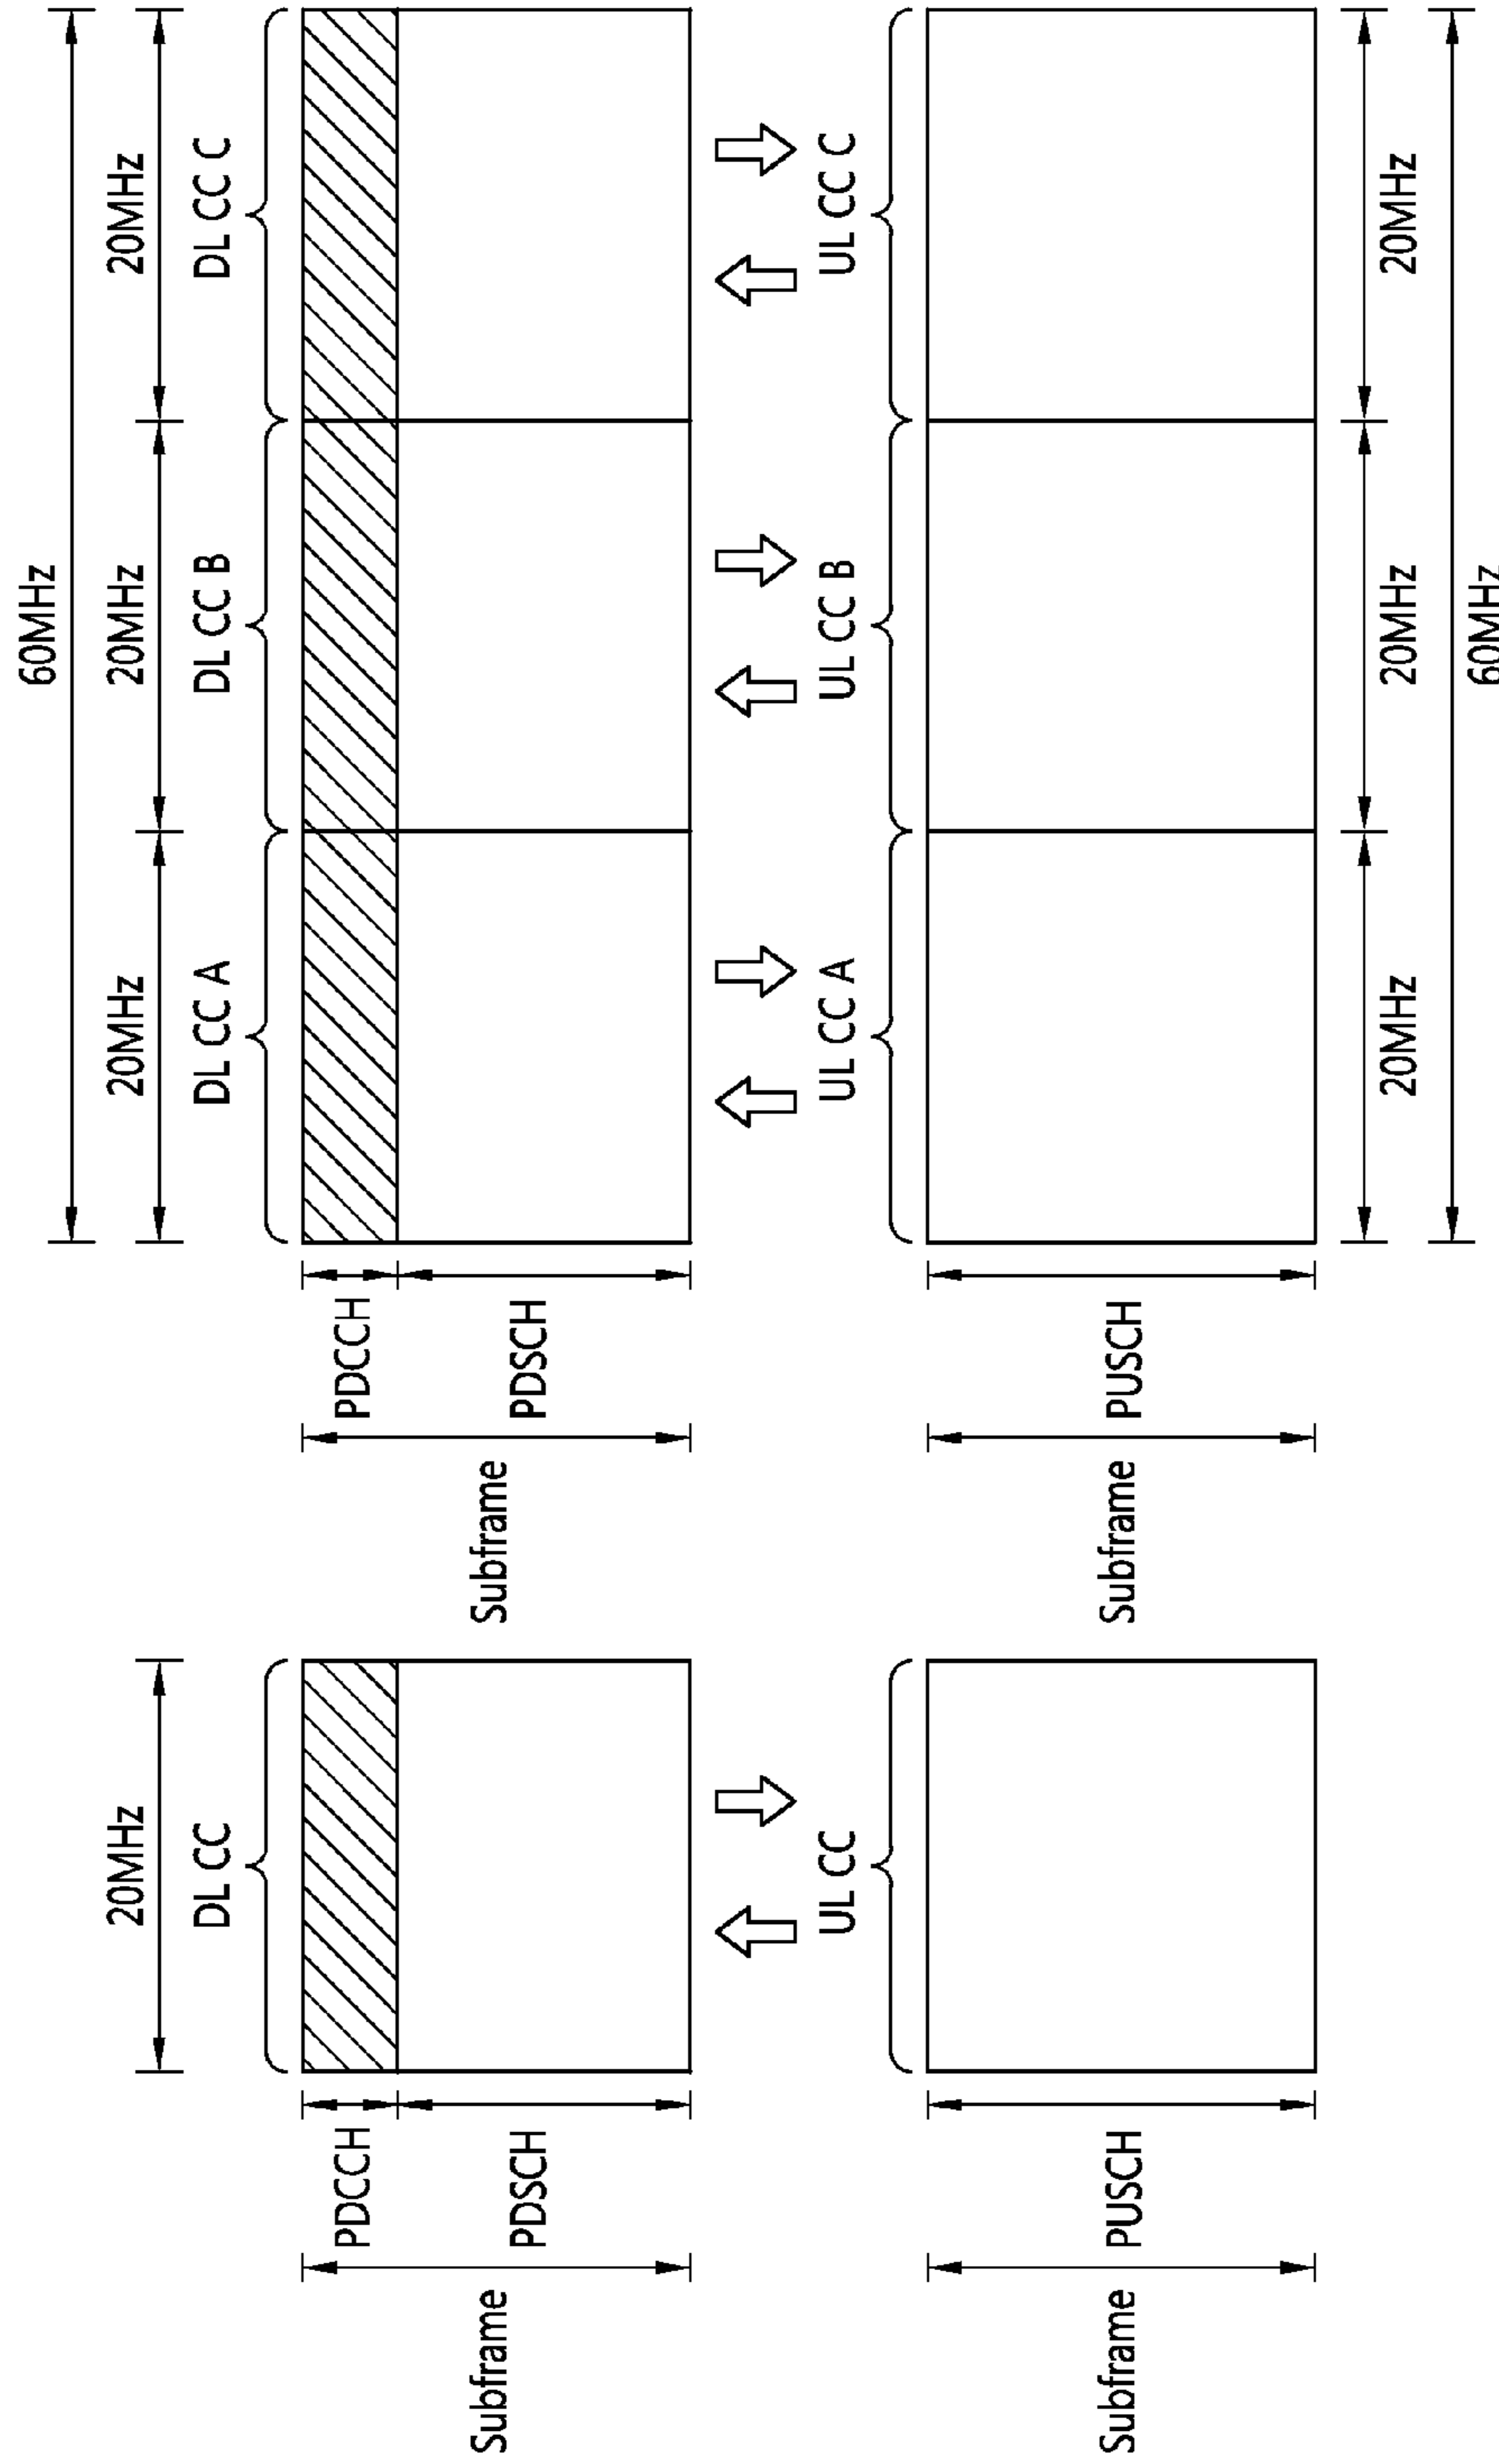 20MHz
DL CC
PDCCH
PDSCH
Subframe
UL CC
PUSCH
Subframe
60MHz
20MHz
20MHz
20MHz
DL CC A
DL CC B
DL CC C
PDCCH
PDSCH
Subframe
UL CC A
UL CC B
UL CC C
PUSCH
Subframe
20MHz
20MHz
20MHz
60MHz